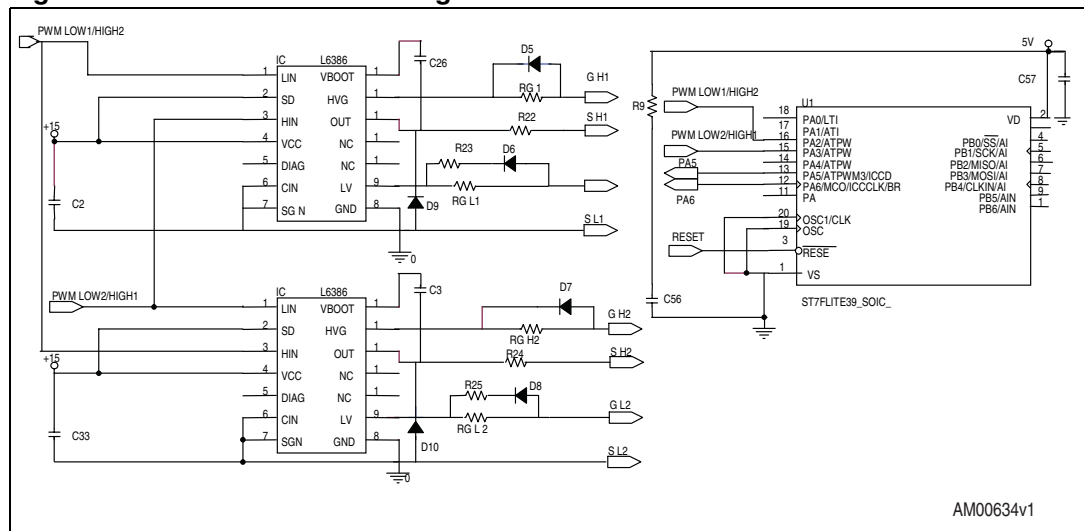 PWM LOW1/HIGH2
IC L6386
1 LIN VBOOT 1
2 SD HVG 1
3 HIN OUT 1
4 VCC NC 1
5 DIAG NC 1
6 CIN LV 9
7 SG N GND 8
+15
C2
C26
D5
RG 1
G H1
R22
S H1
R23
D6
RG L1
D9
S L1
0
PWM LOW2/HIGH1
IC L6386
1 LIN VBOOT 1
2 SD HVG 1
3 HIN OUT 1
4 VCC NC 1
5 DIAG NC 1
6 CIN LV 9
7 SGN GND 8
+15
C33
C3
D7
RG H2
G H2
R24
S H2
R25
D8
RG L 2
G L2
D10
S L2
0
5V
C57
R9
U1
PWM LOW1/HIGH2
PWM LOW2/HIGH1
PA5
PA6
RESET
C56
18 PA0/LTI
17 PA1/ATI
16 PA2/ATPW
15 PA3/ATPW
14 PA4/ATPW
13 PA5/ATPWM3/ICCD
12 PA6/MCO/ICCCLK/BR
11 PA
20 OSC1/CLK
19 OSC
3 RESE
1 VS
VD 2
PB0/SS/AI 4
PB1/SCK/AI 5
PB2/MISO/AI 6
PB3/MOSI/AI 7
PB4/CLKIN/AI 8
PB5/AIN 9
PB6/AIN 1
ST7FLITE39_SOIC_
AM00634v1